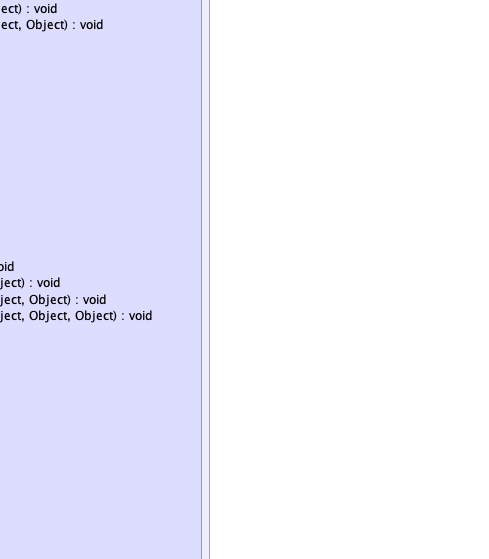 ect) : void
ect, Object) : void
oid
ject) : void
ject, Object) : void
ject, Object, Object) : void